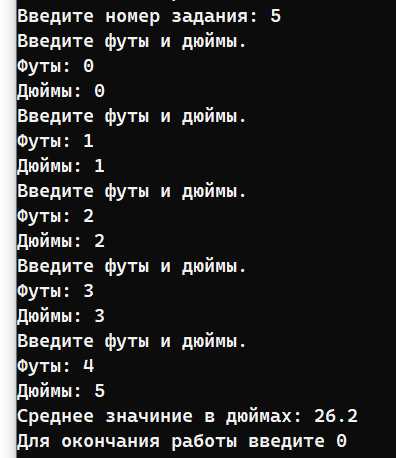 Введите номер задания: 5
Введите футы и дюймы.
Футы: 0
Дюймы: 0
Введите футы и дюймы.
Футы: 1
Дюймы: 1
Введите футы и дюймы.
Футы: 2
Дюймы: 2
Введите футы и дюймы.
Футы: 3
Дюймы: 3
Введите футы и дюймы.
Футы: 4
Дюймы: 5
Среднее значиние в дюймах: 26.2
Для окончания работы введите 0